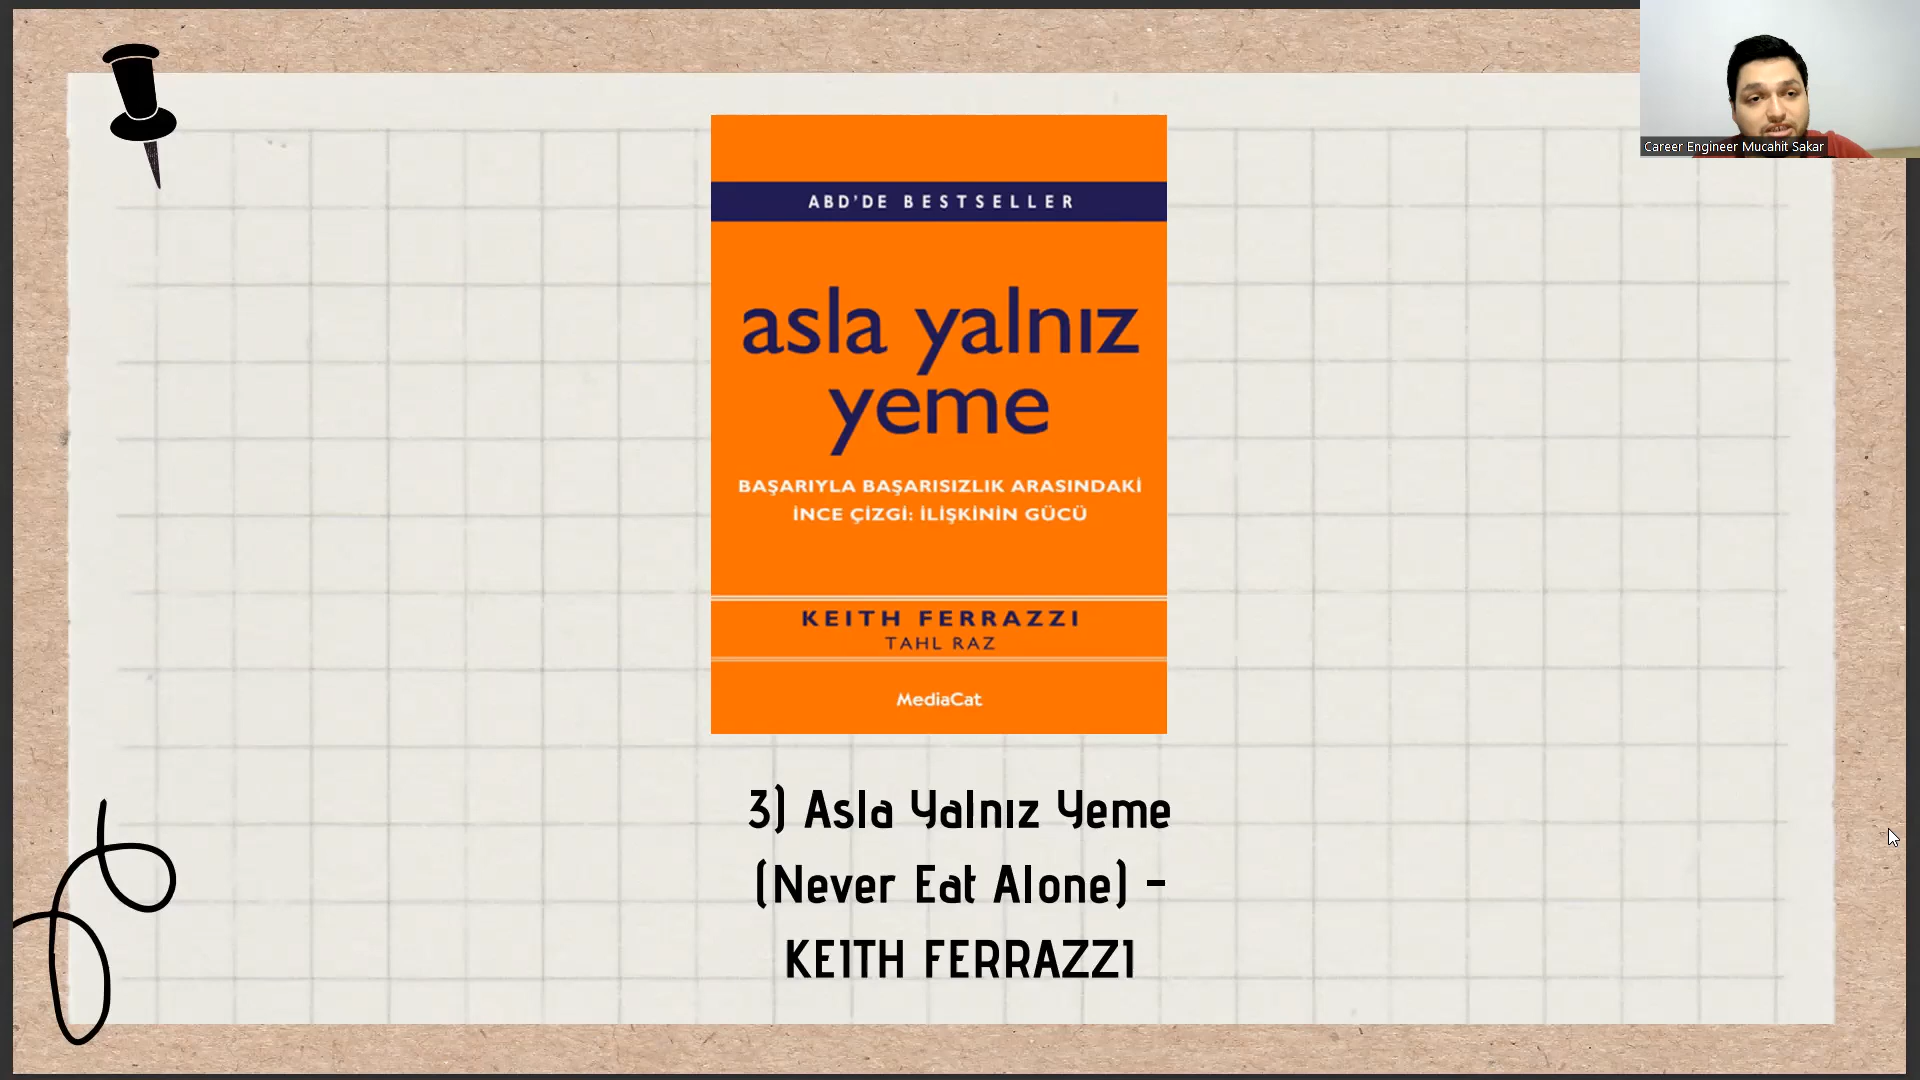 Career Engineer Mucahit Sakar
ABD'DE BESTSELLER
asla yalnız
yeme
BAŞARIYLA BAŞARISIZLIK ARASINDAKİ
İNCE ÇİZGİ: İLİŞKİNİN GÜCÜ
KEITH FERRAZZI
TAHL RAZ
MediaCat
3) Asla Yalnız Yeme
(Never Eat Alone) -
KEITH FERRAZZI